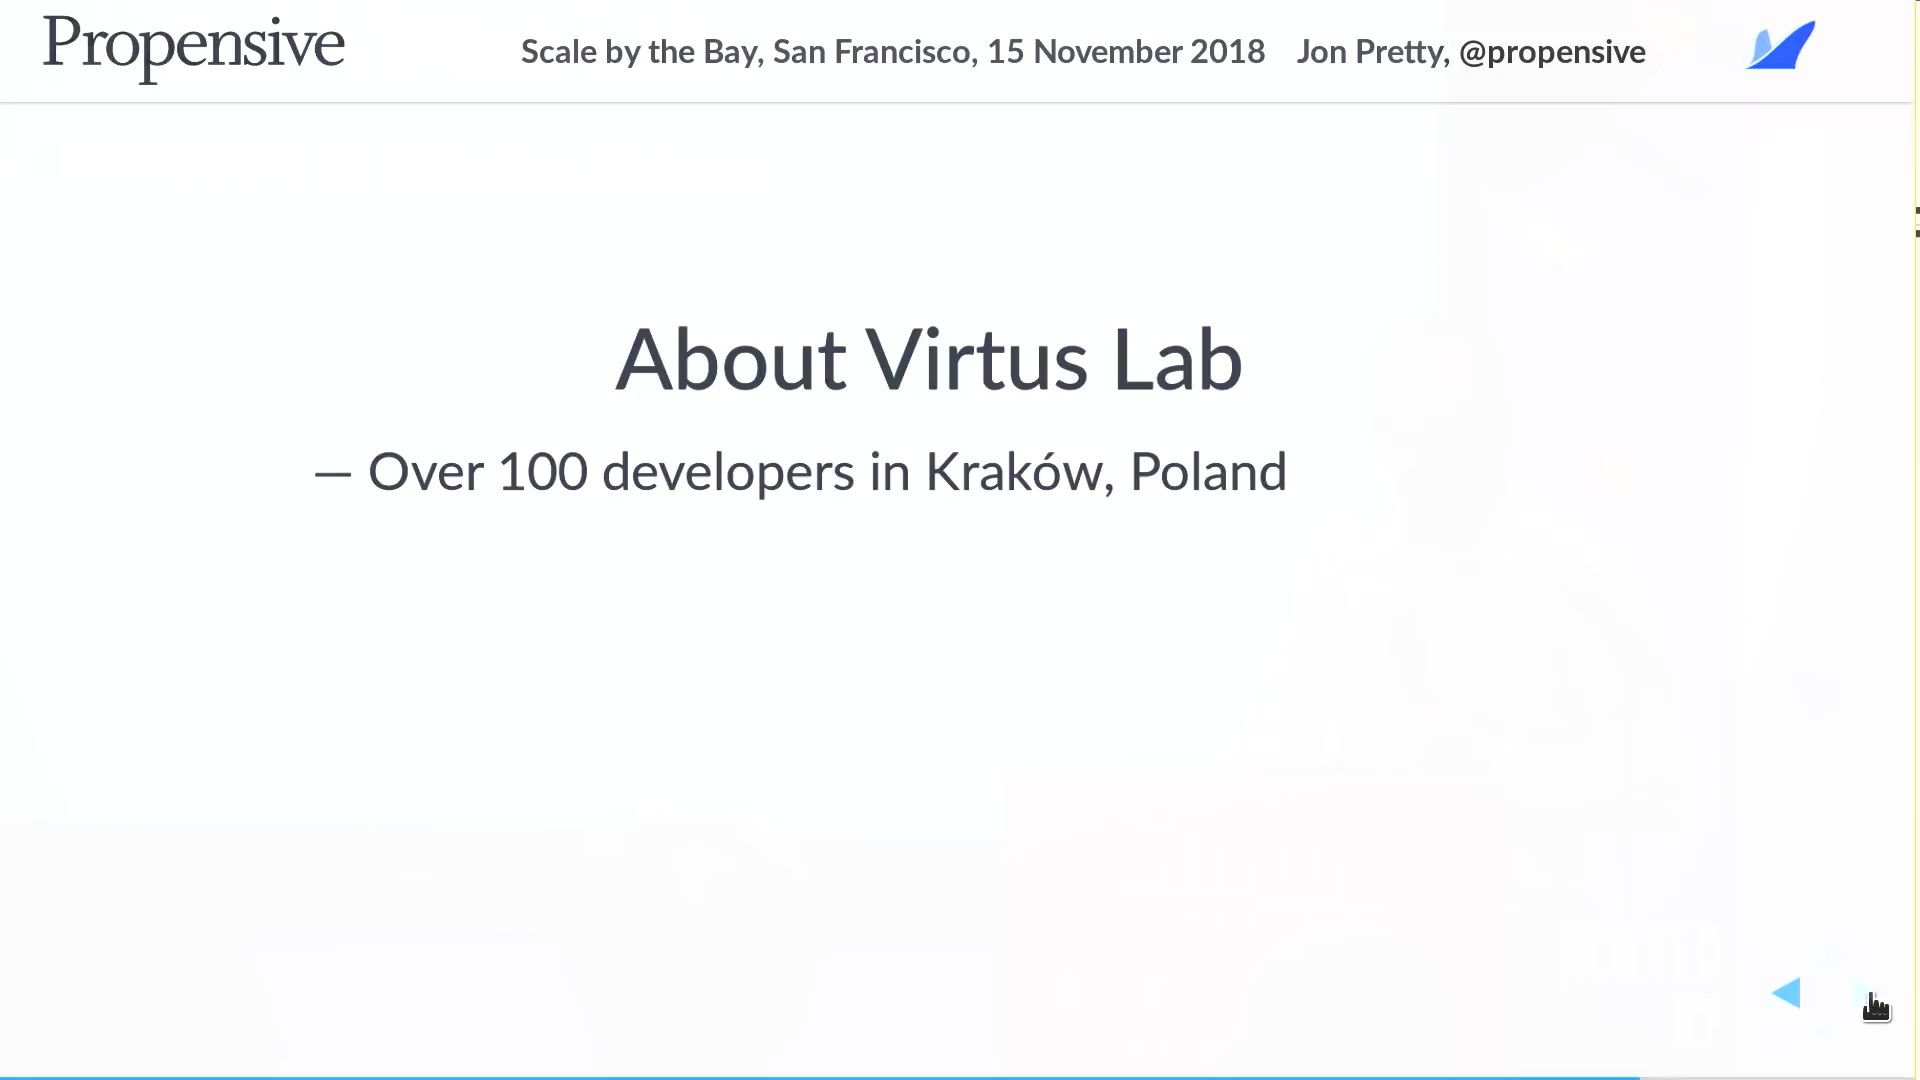 Propensive
Scale by the Bay, San Francisco, 15 November 2018 Jon Pretty, @propensive
About Virtus Lab
— Over 100 developers in Kraków, Poland